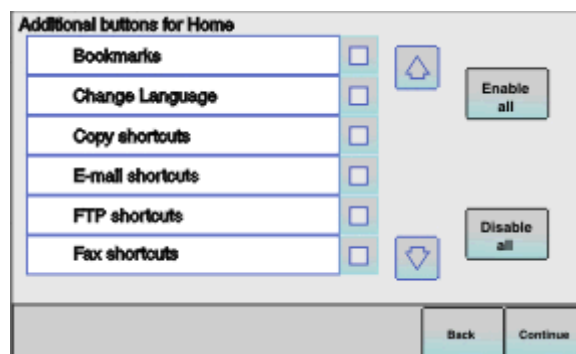 Additional buttons for Home
Bookmarks
Change Language
Copy shortcuts
E-mail shortcuts
FTP shortcuts
Fax shortcuts
Enable
all
Disable
all
Back
Continue